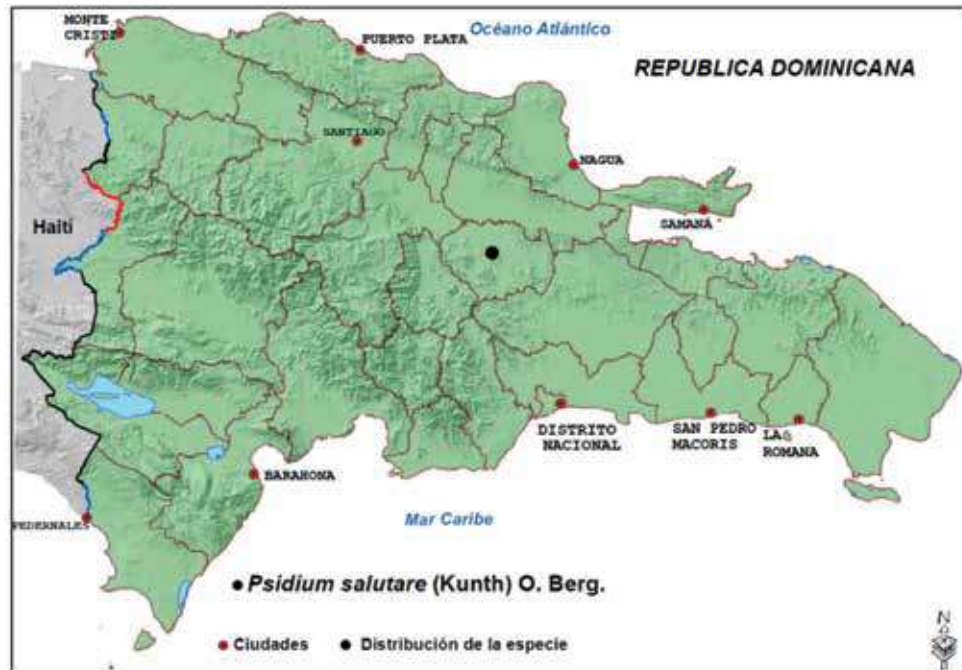 MONTE
CRISTI
PUERTO PLATA
Océano Atlántico
REPUBLICA DOMINICANA
SANTIAGO
NAGUA
SAMANÁ
Haití
DISTRITO
NACIONAL
SAN PEDRO
MACORIS
LA
ROMANA
BARAHONA
PEDERNALES
Mar Caribe
Psidium salutare (Kunth) O. Berg.
Ciudades
Distribución de la especie
N